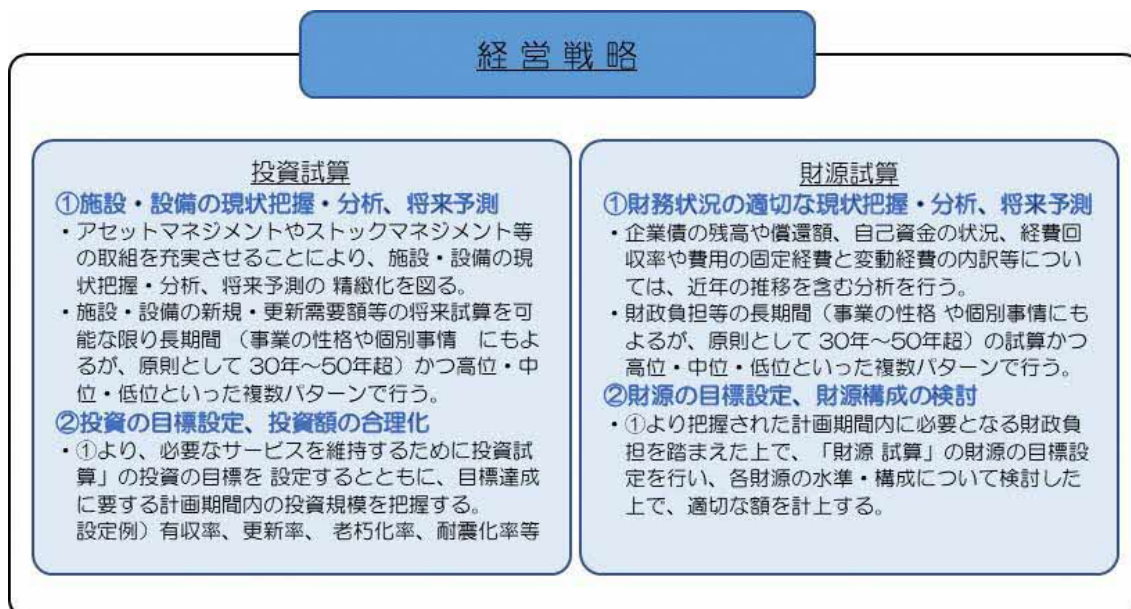 経 営 戦 略
投資試算
①施設・設備の現状把握・分析、将来予測
・アセットマネジメントやストックマネジメント等
の取組を充実させることにより、施設・設備の現
状把握・分析、将来予測の 精緻化を図る。
・施設・設備の新規・更新需要額等の将来試算を可
能な限り長期間 （事業の性格や個別事情　にもよ
るが、原則として 30年～50年超）かつ高位・中
位・低位といった複数パターンで行う。
②投資の目標設定、投資額の合理化
・①より、必要なサービスを維持するために投資試
算」の投資の目標を 設定するとともに、目標達成
に要する計画期間内の投資規模を把握する。
設定例）有収率、更新率、 老朽化率、耐震化率等
財源試算
①財務状況の適切な現状把握・分析、将来予測
・企業債の残高や償還額、自己資金の状況、経費回
収率や費用の固定経費と変動経費の内訳等につい
ては、近年の推移を含む分析を行う。
・財政負担等の長期間（事業の性格 や個別事情にも
よるが、原則として 30年～50年超）の試算かつ
高位・中位・低位といった複数パターンで行う。
②財源の目標設定、財源構成の検討
・①より把握された計画期間内に必要となる財政負
担を踏まえた上で、「財源 試算」の財源の目標設
定を行い、各財源の水準・構成について検討した
上で、適切な額を計上する。